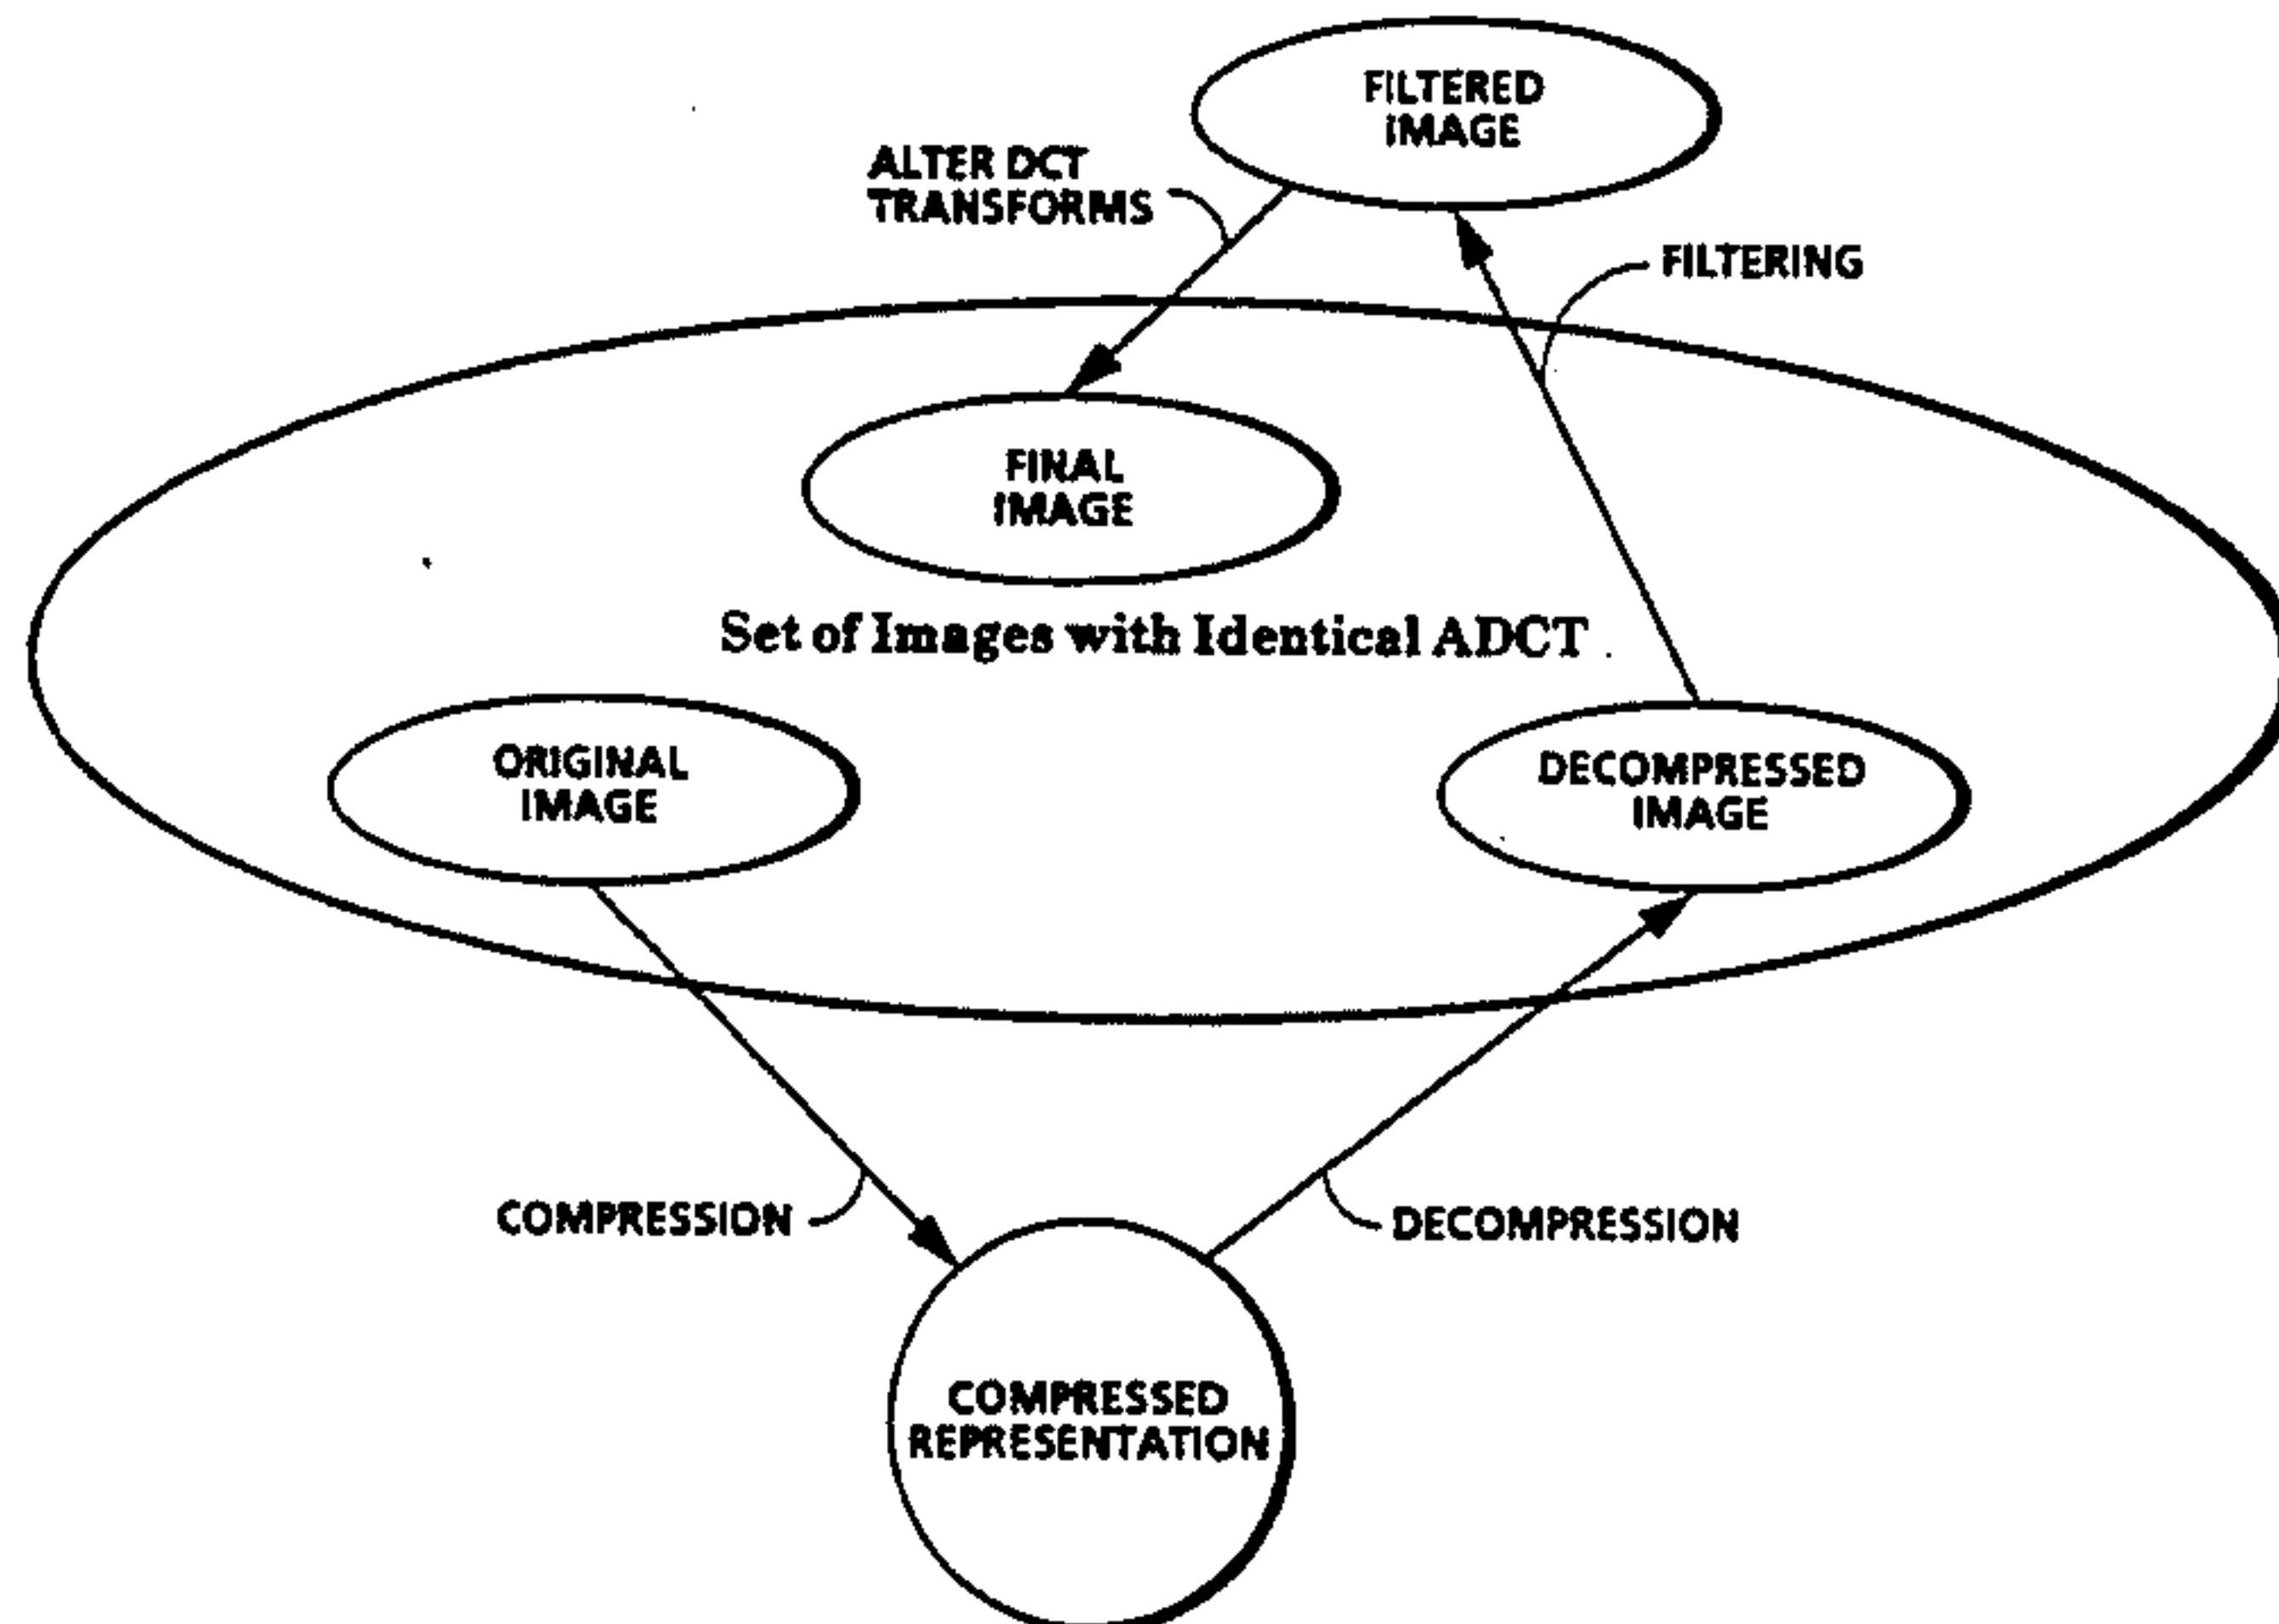 FILTERED
IMAGE
ALTER DCT
TRANSFORMS
FILTERING
FINAL
IMAGE
Set of Images with Identical ADCT
ORIGINAL
IMAGE
DECOMPRESSED
IMAGE
COMPRESSION
DECOMPRESSION
COMPRESSED
REPRESENTATION